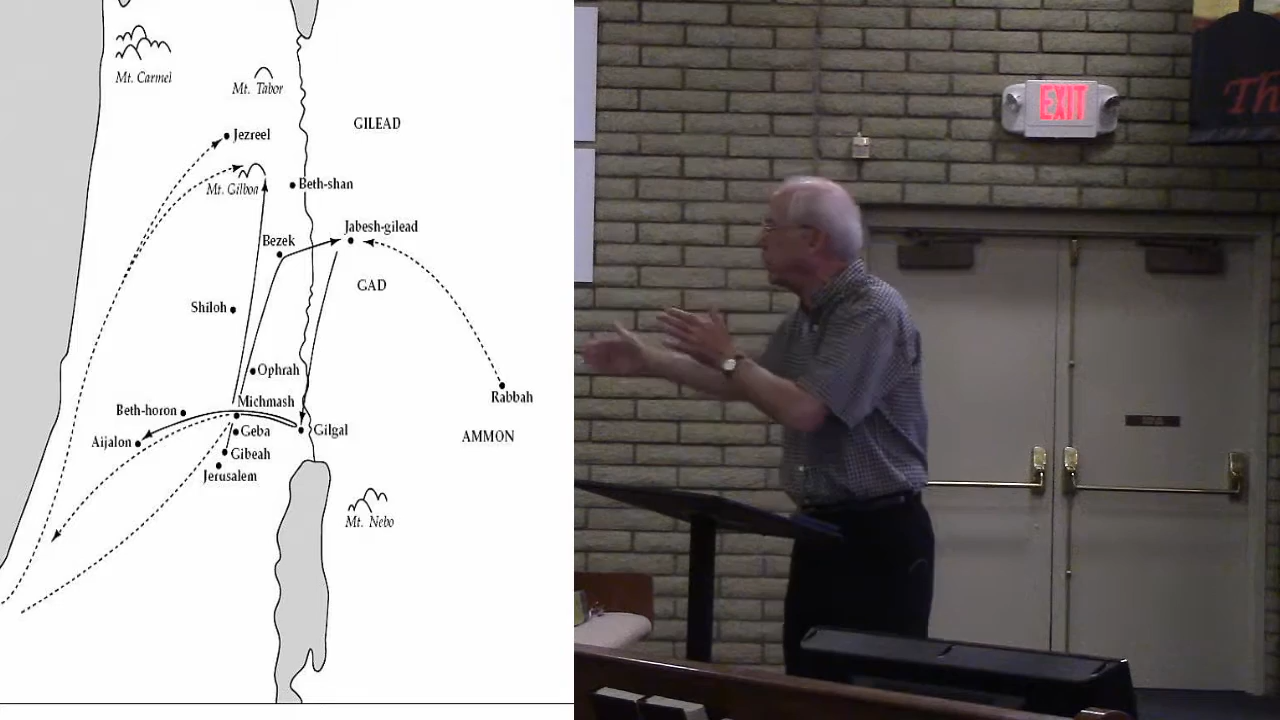 Mt. Carmel
Mt. Tabor
GILEAD
Jezreel
Mt. Gilboa
Beth-shan
Jabesh-gilead
Bezek
GAD
Shiloh
Ophrah
Rabbah
Michmash
Beth-horon
Geba
Gilgal
Aijalon
AMMON
Gibeah
Jerusalem
Mt. Nebo
EXIT
Th